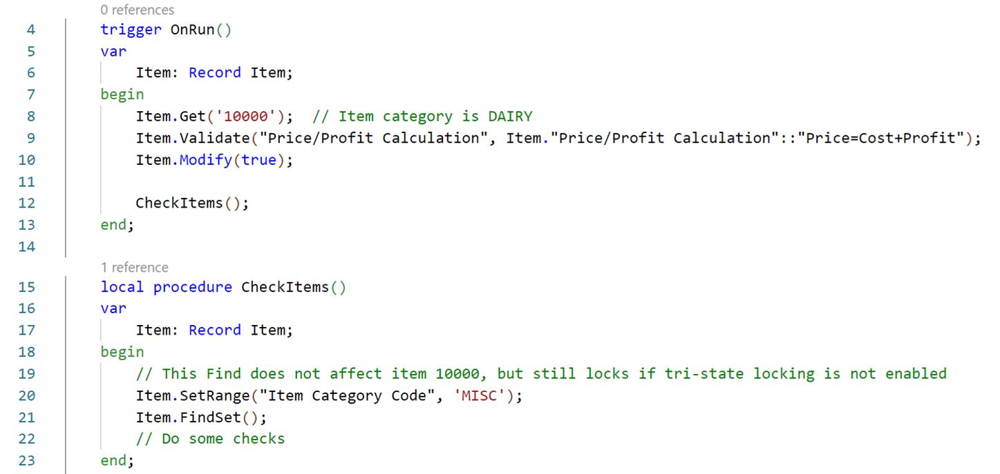 0 references
4 trigger OnRun()
5 var
6 Item: Record Item;
7 begin
8 Item.Get('10000');  // Item category is DAIRY
9 Item.Validate("Price/Profit Calculation", Item."Price/Profit Calculation"::"Price=Cost+Profit");
10 Item.Modify(true);
11
12 CheckItems();
13 end;
14
1 reference
15 local procedure CheckItems()
16 var
17 Item: Record Item;
18 begin
19 // This Find does not affect item 10000, but still locks if tri-state locking is not enabled
20 Item.SetRange("Item Category Code", 'MISC');
21 Item.FindSet();
22 // Do some checks
23 end;